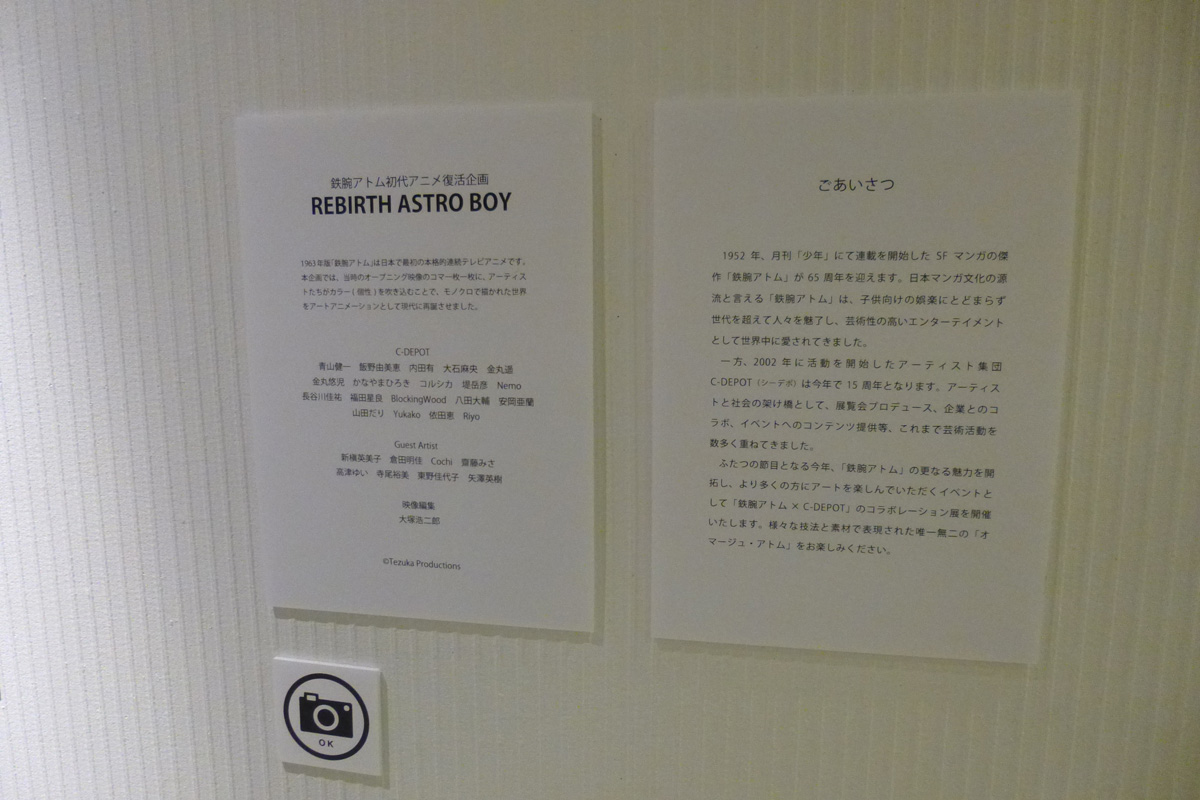 鉄腕アトム初代アニメ復活企画
REBIRTH ASTRO BOY
1963年版「鉄腕アトム」は日本で最初の本格的連続テレビアニメです。
本企画では、当時のオープニング映像のコマ一枚一枚に、アーティス
トたちがカラー(個性)を吹き込むことで、モノクロで描かれた世界
をアートアニメーションとして現代に再誕させました。
C-DEPOT
青山健一 飯野由美恵 内田有 大石麻央 金丸遥
金丸悠児 かなやまひろき コルシカ 堤岳彦 Nemo
長谷川佳祐 福田星良 BlockingWood 八田大輔 安岡亜蘭
山田だり Yukako 依田恵 Riyo
Guest Artist
新槇英美子 倉田明佳 Cochi 齋藤みさ
高津ゆい 寺尾裕美 東野佳代子 矢澤英樹
映像編集
大塚浩二郎
©Tezuka Productions
OK
ごあいさつ
1952 年、月刊「少年」にて連載を開始した SF マンガの傑
作「鉄腕アトム」が 65 周年を迎えます。日本マンガ文化の源
流と言える「鉄腕アトム」は、子供向けの娯楽にとどまらず
世代を超えて人々を魅了し、芸術性の高いエンターテイメント
として世界中に愛されてきました。
一方、2002 年に活動を開始したアーティスト集団
C-DEPOT（シーデポ）は今年で 15 周年となります。アーティス
トと社会の架け橋として、展覧会プロデュース、企業とのコ
ラボ、イベントへのコンテンツ提供等、これまで芸術活動を
数多く重ねてきました。
ふたつの節目となる今年、「鉄腕アトム」の更なる魅力を開
拓し、より多くの方にアートを楽しんでいただくイベントと
して「鉄腕アトム × C-DEPOT」のコラボレーション展を開催
いたします。様々な技法と素材で表現された唯一無二の「オ
マージュ・アトム」をお楽しみください。